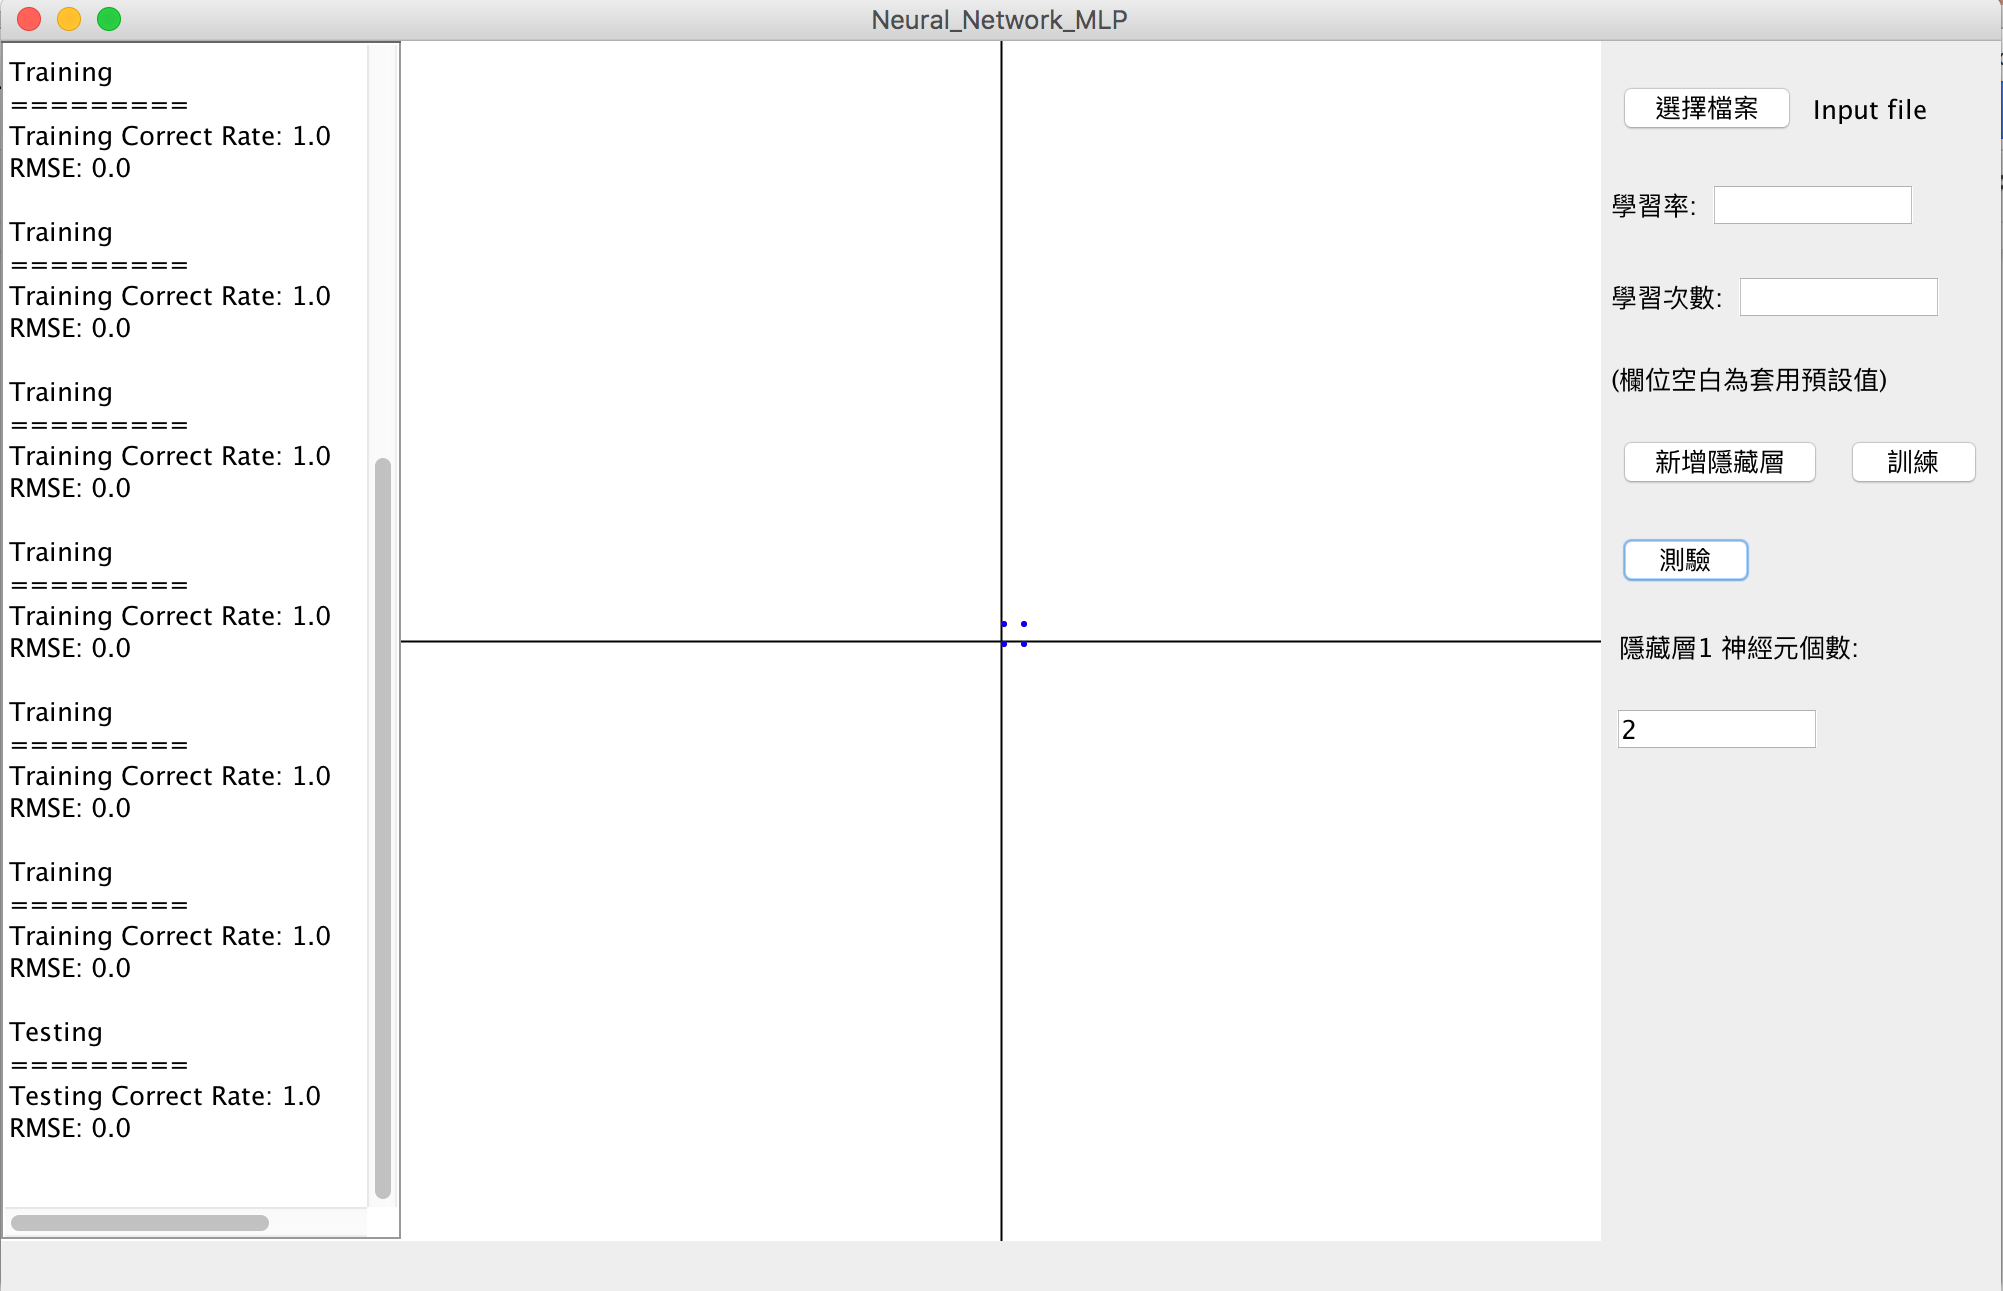 Neural_Network_MLP
Training
=========
Training Correct Rate: 1.0
RMSE: 0.0
Training
=========
Training Correct Rate: 1.0
RMSE: 0.0
Training
=========
Training Correct Rate: 1.0
RMSE: 0.0
Training
=========
Training Correct Rate: 1.0
RMSE: 0.0
Training
=========
Training Correct Rate: 1.0
RMSE: 0.0
Training
=========
Training Correct Rate: 1.0
RMSE: 0.0
Testing
=========
Testing Correct Rate: 1.0
RMSE: 0.0
選擇檔案 Input file
學習率:
學習次數:
(欄位空白為套用預設值)
新增隱藏層 訓練
測驗
隱藏層1 神經元個數:
2